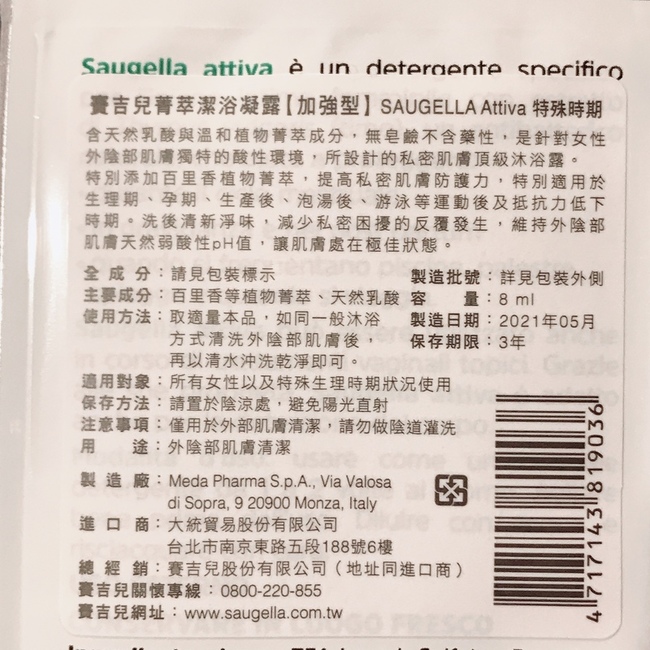 Saugella attiva è un detergente specifico
賽吉兒菁萃潔浴凝露【加強型】SAUGELLA Attiva 特殊時期
含天然乳酸與溫和植物菁萃成分，無皂鹼不含藥性，是針對女性
外陰部肌膚獨特的酸性環境，所設計的私密肌膚頂級沐浴露。
特別添加百里香植物菁萃，提高私密肌膚防護力，特別適用於
生理期、孕期、生產後、泡湯後、游泳等運動後及抵抗力低下
時期。洗後清新淨味，減少私密困擾的反覆發生，維持外陰部
肌膚天然弱酸性pH值，讓肌膚處在極佳狀態。
全成分：請見包裝標示
製造批號：詳見包裝外側
主要成分：百里香等植物菁萃、天然乳酸
容量：8 ml
使用方法：取適量本品，如同一般沐浴
製造日期：2021年05月
方式清洗外陰部肌膚後，
保存期限：3年
再以清水沖洗乾淨即可。
適用對象：所有女性以及特殊生理時期狀況使用
保存方法：請置於陰涼處，避免陽光直射
注意事項：僅用於外部肌膚清潔，請勿做陰道灌洗
用途：外陰部肌膚清潔
製造廠：Meda Pharma S.p.A., Via Valosa
di Sopra, 9 20900 Monza, Italy
進口商：大統貿易股份有限公司
台北市南京東路五段188號6樓
總經銷：賽吉兒股份有限公司（地址同進口商）
賽吉兒關懷專線：0800-220-855
賽吉兒網址：www.saugella.com.tw
4717143819036
CONSERVARE IN LUOGO FRESCO